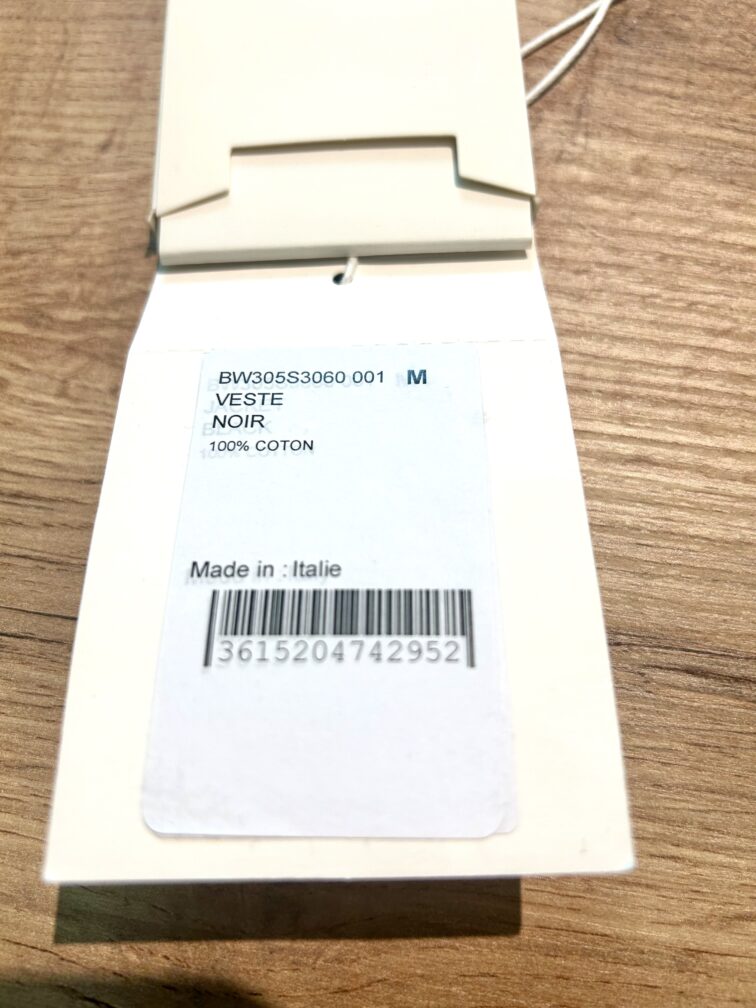 BW305S3060 001 M
VESTE
NOIR
100% COTON
Made in : Italie
3615204742952